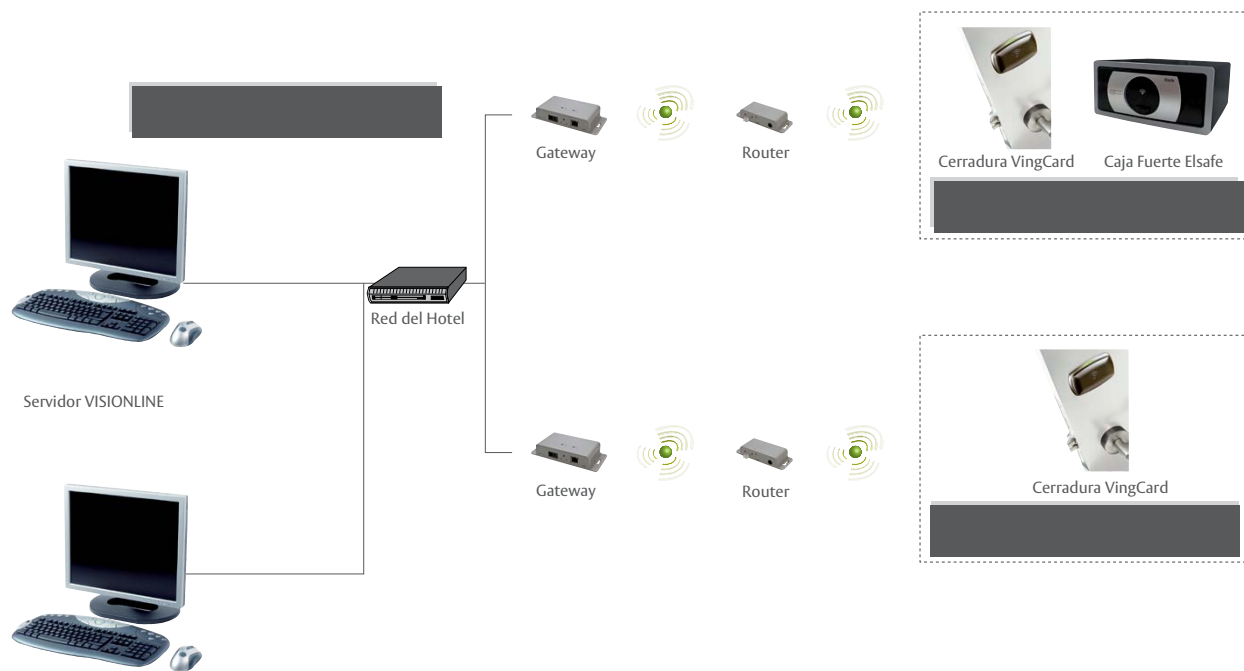 Gateway
Router
Cerradura VingCard
Caja Fuerte Elsafe
Red del Hotel
Servidor VISIONLINE
Gateway
Router
Cerradura VingCard